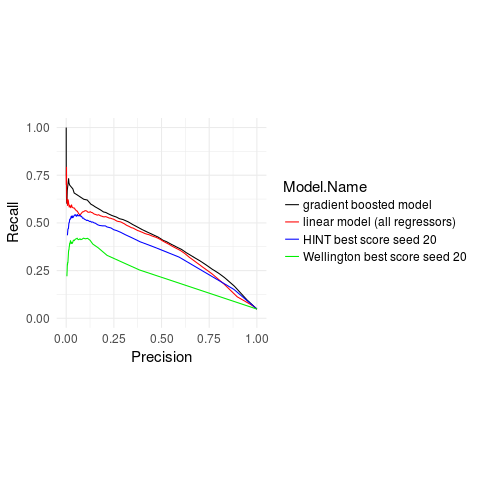 1.00
0.75
0.50
0.25
0.00
Recall
0.00 0.25 0.50 0.75 1.00
Precision
Model.Name
gradient boosted model
linear model (all regressors)
HINT best score seed 20
Wellington best score seed 20